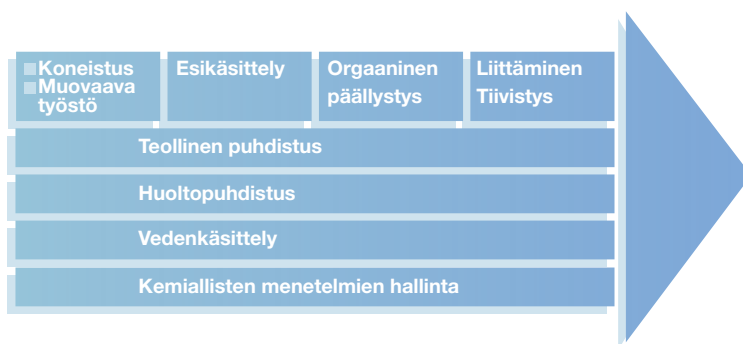 Koneistus
Muovaava
työstö
Esikäsittely
Orgaaninen
päällystys
Liittäminen
Tiivistys
Teollinen puhdistus
Huoltopuhdistus
Vedenkäsittely
Kemiallisten menetelmien hallinta